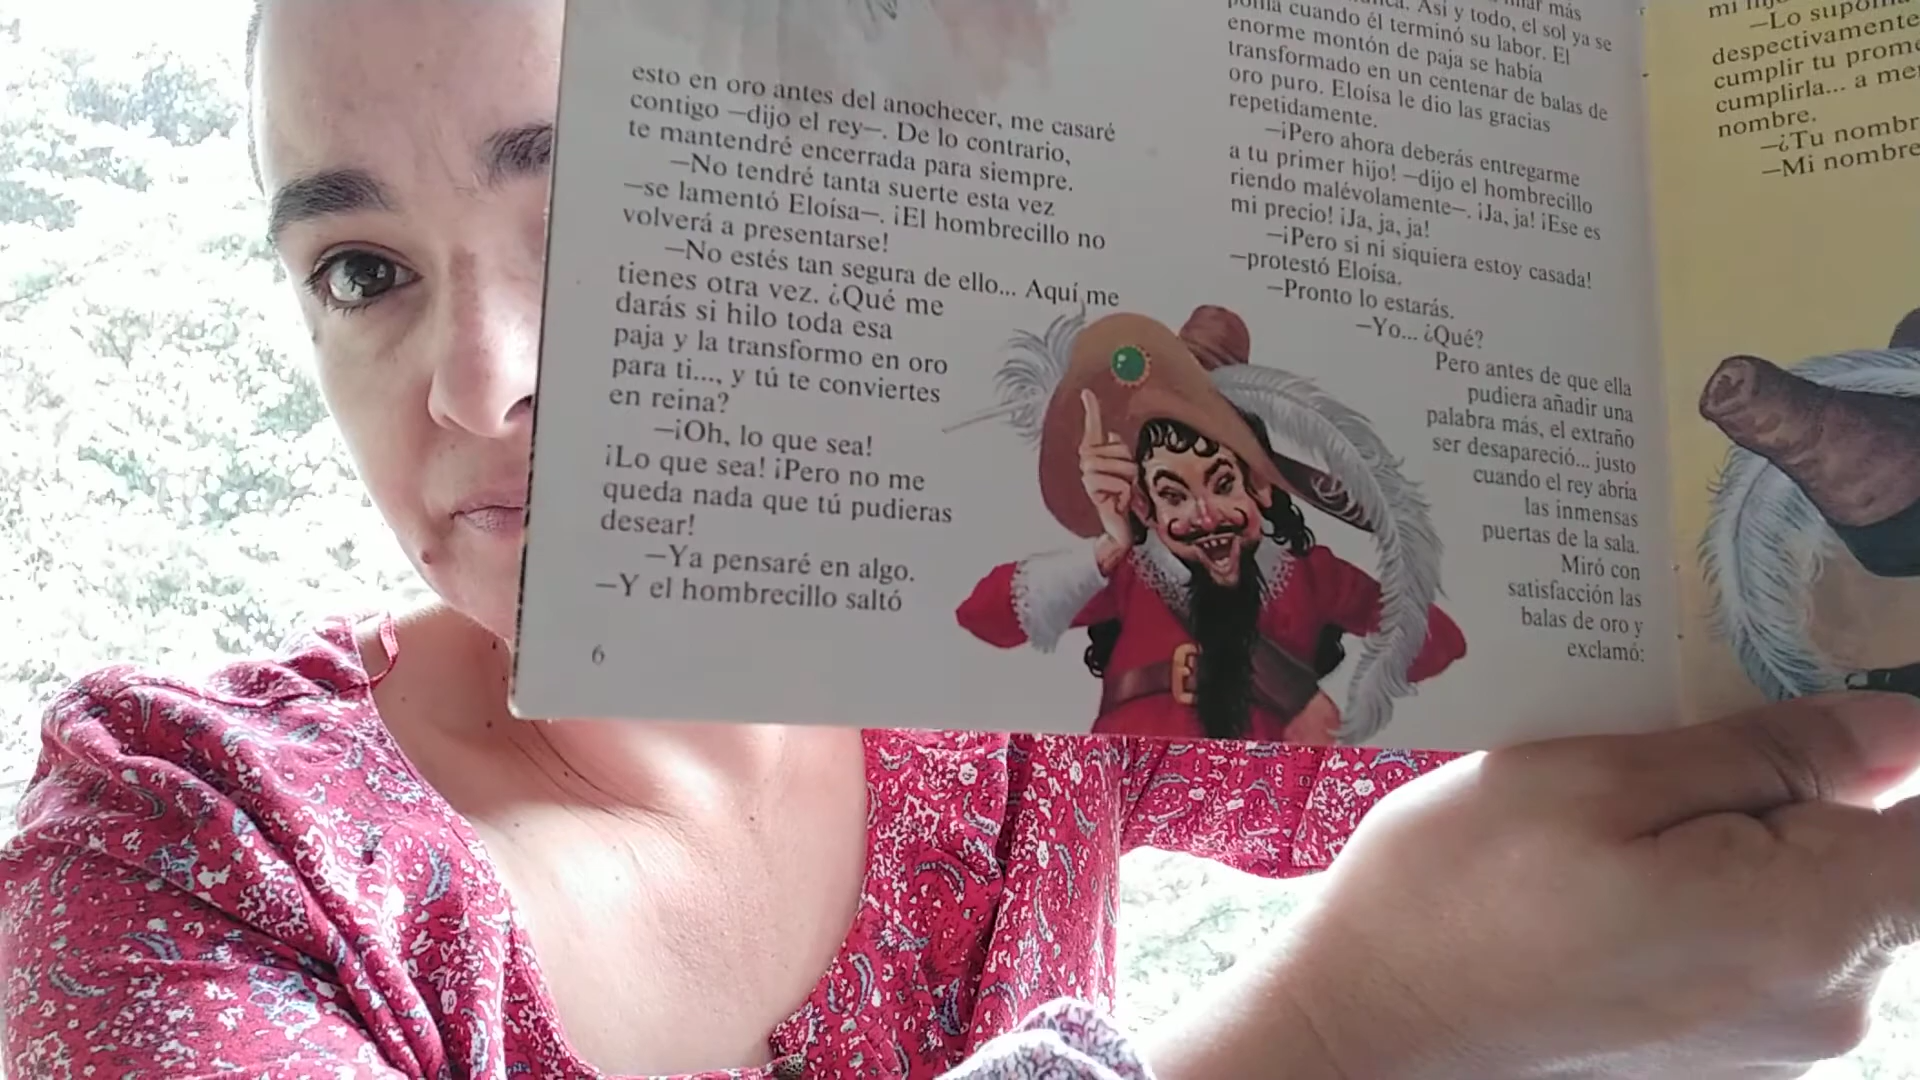 esto en oro antes del anochecer, me casaré
contigo —dijo el rey—. De lo contrario,
te mantendré encerrada para siempre.
—No tendré tanta suerte esta vez
—se lamentó Eloísa—. ¡El hombrecillo no
volverá a presentarse!
—No estés tan segura de ello... Aquí me
tienes otra vez. ¿Qué me
darás si hilo toda esa
paja y la transformo en oro
para ti..., y tú te conviertes
en reina?
—¡Oh, lo que sea!
¡Lo que sea! ¡Pero no me
queda nada que tú pudieras
desear!
—Ya pensaré en algo.
—Y el hombrecillo saltó
6
más
Así y todo, el sol ya se
ponía cuando él terminó su labor. El
enorme montón de paja se había
transformado en un centenar de balas de
oro puro. Eloísa le dio las gracias
repetidamente.
—¡Pero ahora deberás entregarme
a tu primer hijo! —dijo el hombrecillo
riendo malévolamente—. ¡Ja, ja! ¡Ese es
mi precio! ¡Ja, ja, ja!
—¡Pero si ni siquiera estoy casada!
—protestó Eloísa.
—Pronto lo estarás.
—Yo... ¿Qué?
Pero antes de que ella
pudiera añadir una
palabra más, el extraño
ser desapareció... justo
cuando el rey abría
las inmensas
puertas de la sala.
Miró con
satisfacción las
balas de oro y
exclamó:
mi
—Lo
despectivamente
cumplir tu
cumplirla... a
nombre.
—¿Tu
—Mi nombre